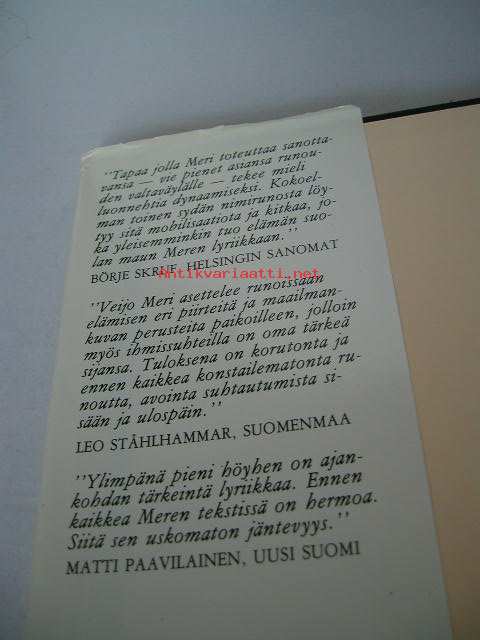 "Tapaa jolla Meri toteuttaa sanotta-
vansa — vie pienet asiansa runou-
den valtaväylälle — tekee mieli
luonnehtia dynaamiseksi. Kokoel-
man toinen sydän nimirunosta löy-
tyy sitä mobilisaatiota ja kitkaa, jo-
ka yleisemminkin tuo elämän suo-
lan maun Meren lyriikkaan."
BÖRJE HELSINGIN SANOMAT
Antikvariaatti.net
"Veijo Meri asettelee runoissaan
elämisen eri piirteitä ja maailman-
kuvan perusteita paikoilleen, jolloin
myös ihmissuhteilla on oma tärkeä
sijansa. Tuloksena on korutonta ja
ennen kaikkea konstailematonta ru-
noutta, avointa suhtautumista si-
sään ja ulospäin."
LEO STÅHLHAMMAR, SUOMENMAA
"Ylimpänä pieni höyhen on ajan-
kohdan tärkeintä lyriikkaa. Ennen
kaikkea Meren tekstissä on hermoa.
Siitä sen uskomaton jäntevyys."
MATTI PAAVILAINEN, UUSI SUOMI